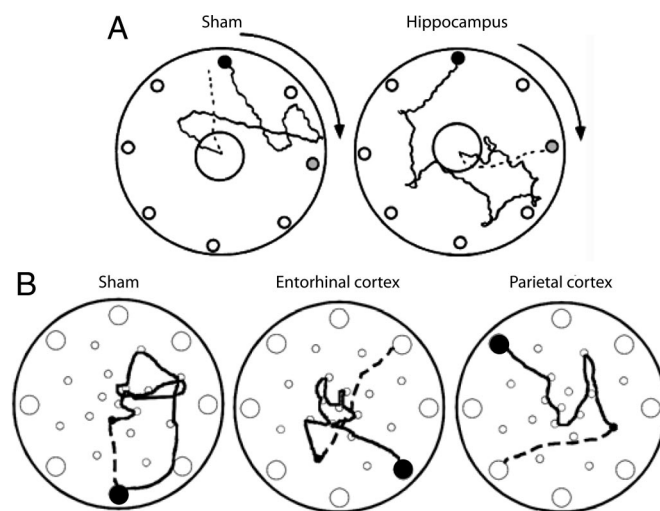 A
Sham
Hippocampus
B
Sham
Entorhinal cortex
Parietal cortex